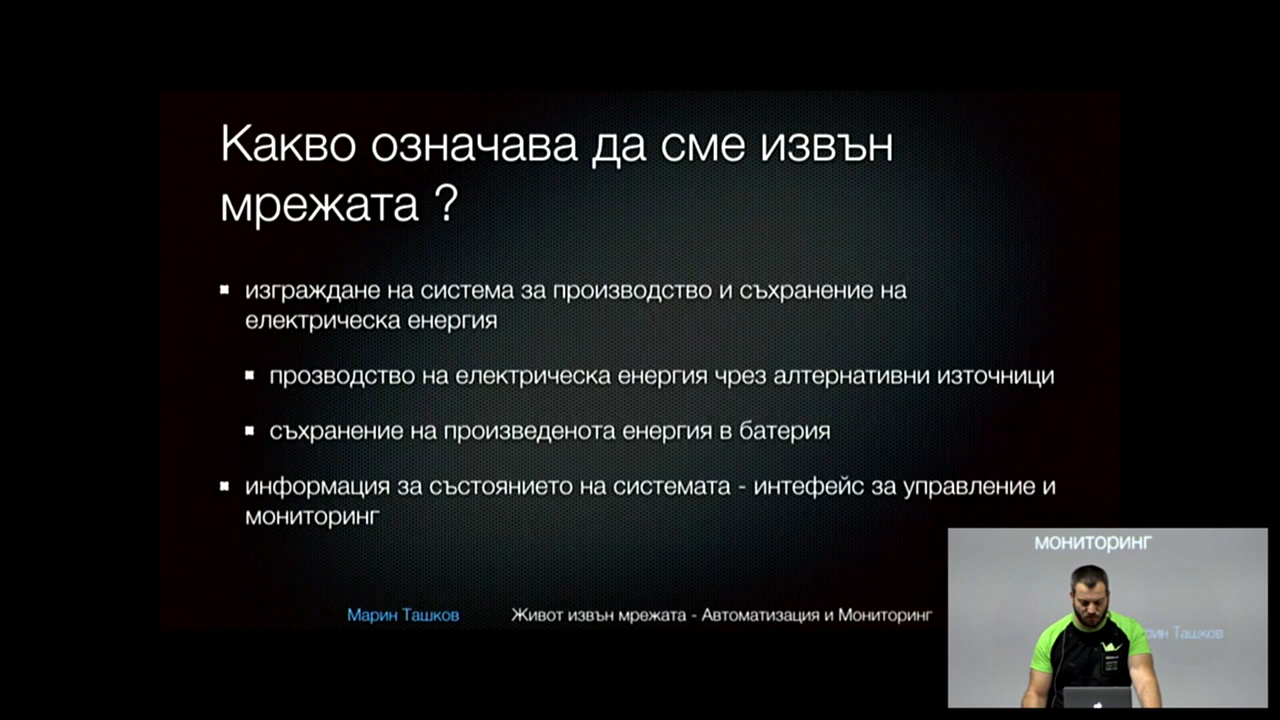 Какво означава да сме извън
мрежата ?
изграждане на система за производство и съхранение на
електрическа енергия
прозводство на електрическа енергия чрез алтернативни източници
съхранение на произведенота енергия в батерия
информация за състоянието на системата - интефейс за управление и
мониторинг
Марин Ташков Живот извън мрежата - Автоматизация и Мониторинг
мониторинг
рин Ташков